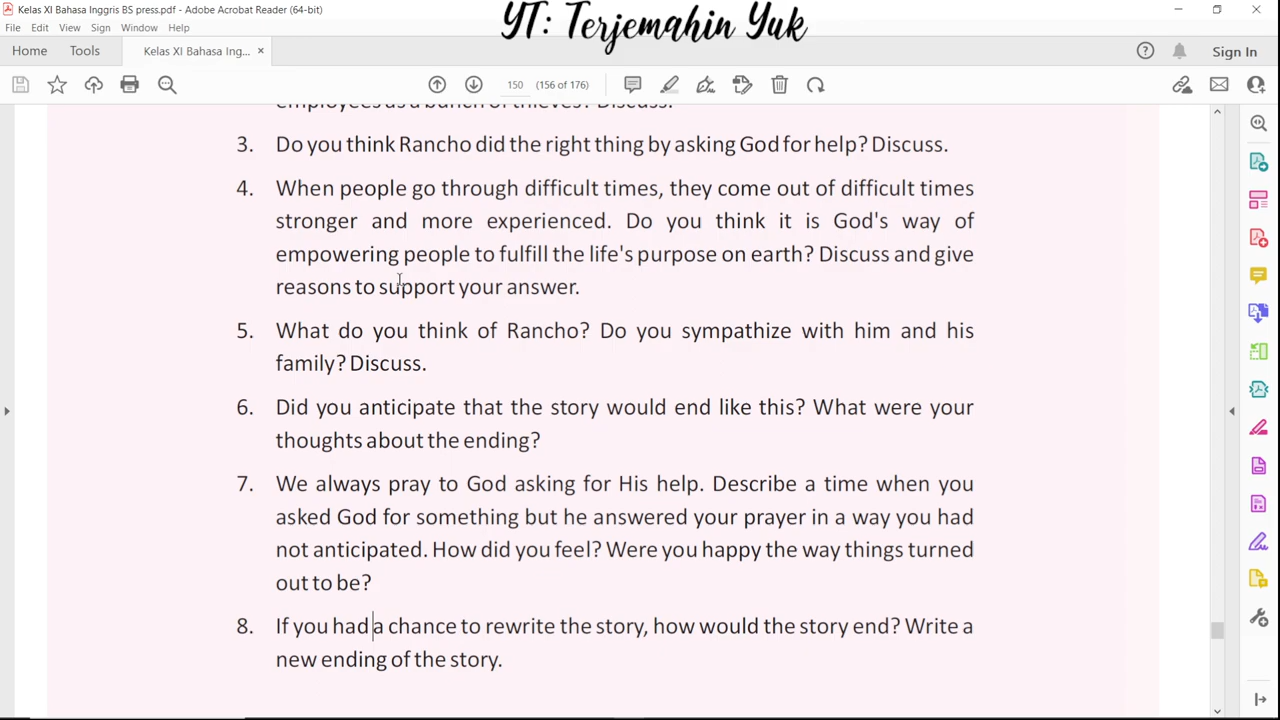 Kelas XI Bahasa Inggris BS press.pdf - Adobe Acrobat Reader (64-bit)
YT: Terjemahin Yuk
File Edit View Sign Window Help
Home Tools Kelas XI Bahasa Ing... × Sign In
150 (156 of 176)
employees as a bunch of thieves? Discuss.
3. Do you think Rancho did the right thing by asking God for help? Discuss.
4. When people go through difficult times, they come out of difficult times
stronger and more experienced. Do you think it is God's way of
empowering people to fulfill the life's purpose on earth? Discuss and give
reasons to support your answer.
5. What do you think of Rancho? Do you sympathize with him and his
family? Discuss.
6. Did you anticipate that the story would end like this? What were your
thoughts about the ending?
7. We always pray to God asking for His help. Describe a time when you
asked God for something but he answered your prayer in a way you had
not anticipated. How did you feel? Were you happy the way things turned
out to be?
8. If you had a chance to rewrite the story, how would the story end? Write a
new ending of the story.